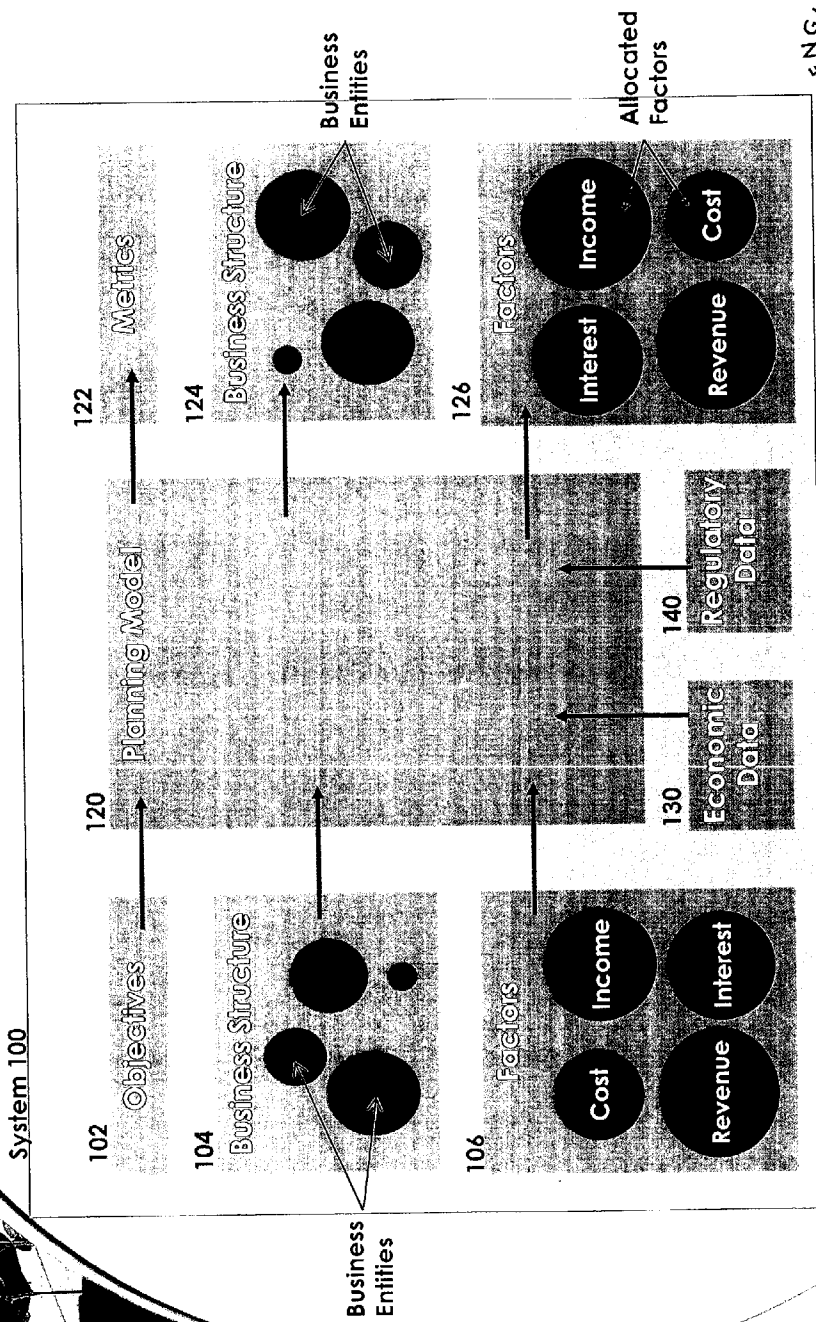 System 100
102
Objectives
104
Business Structure
Business
Entities
106
Factors
Cost
Income
Revenue
Interest
120
Planning Model
130
Economic
Data
140
Regulatory
Data
122
Metrics
124
Business Structure
Business
Entities
126
Factors
Interest
Income
Revenue
Cost
Allocated
Factors